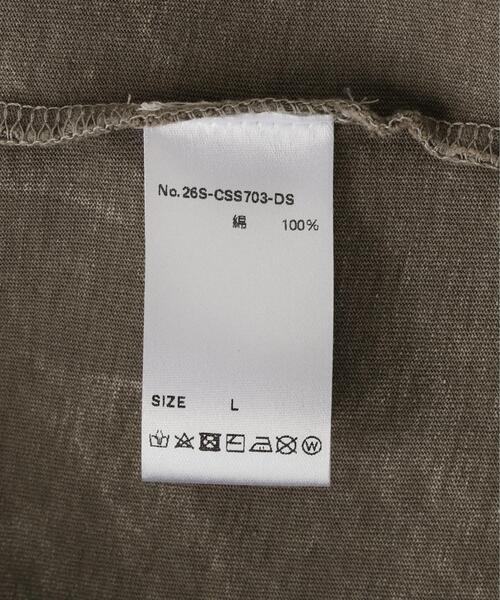 No.26S-CSS703-DS
綿 100%
SIZE L
W